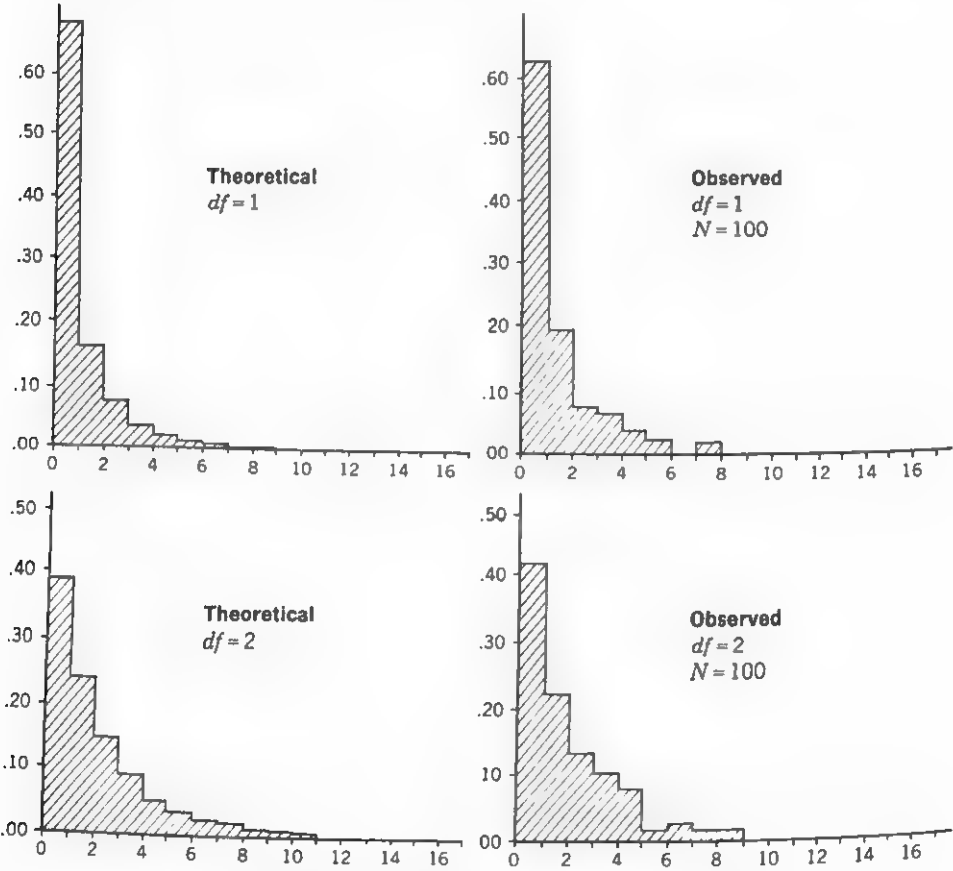 .60
.50
.40
.30
.20
.10
.00
0 2 4 6 8 10 12 14 16
Theoretical
df = 1
.60
.50
.40
.30
20
.10
00
0 2 4 6 8 10 12 14 16
Observed
df = 1
N = 100
.50
.40
.30
.20
.10
.00
0 2 4 6 8 10 12 14 16
Theoretical
df = 2
.50
.40
.30
.20
10
00
0 2 4 6 8 10 12 14 16
Observed
df = 2
N = 100